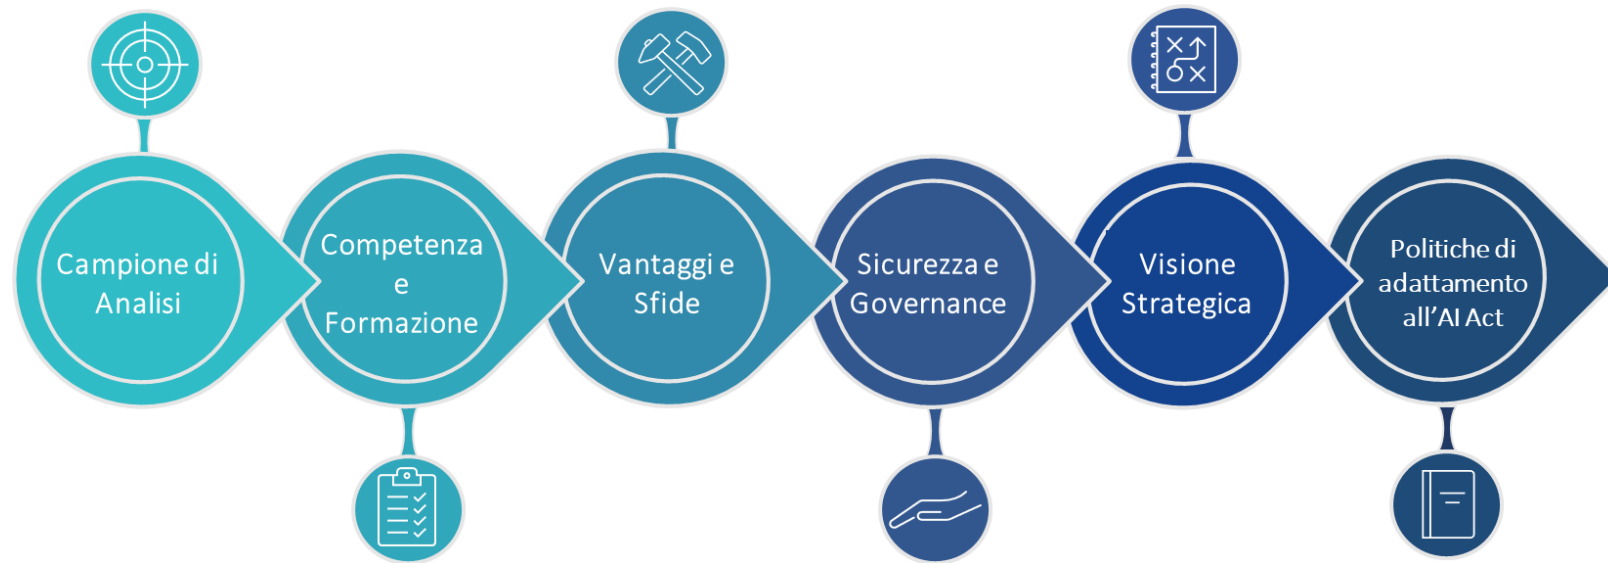 Campione di
Analisi
Competenza
e
Formazione
Vantaggi e
Sfide
Sicurezza e
Governance
Visione
Strategica
Politiche di
adattamento
all’AI Act